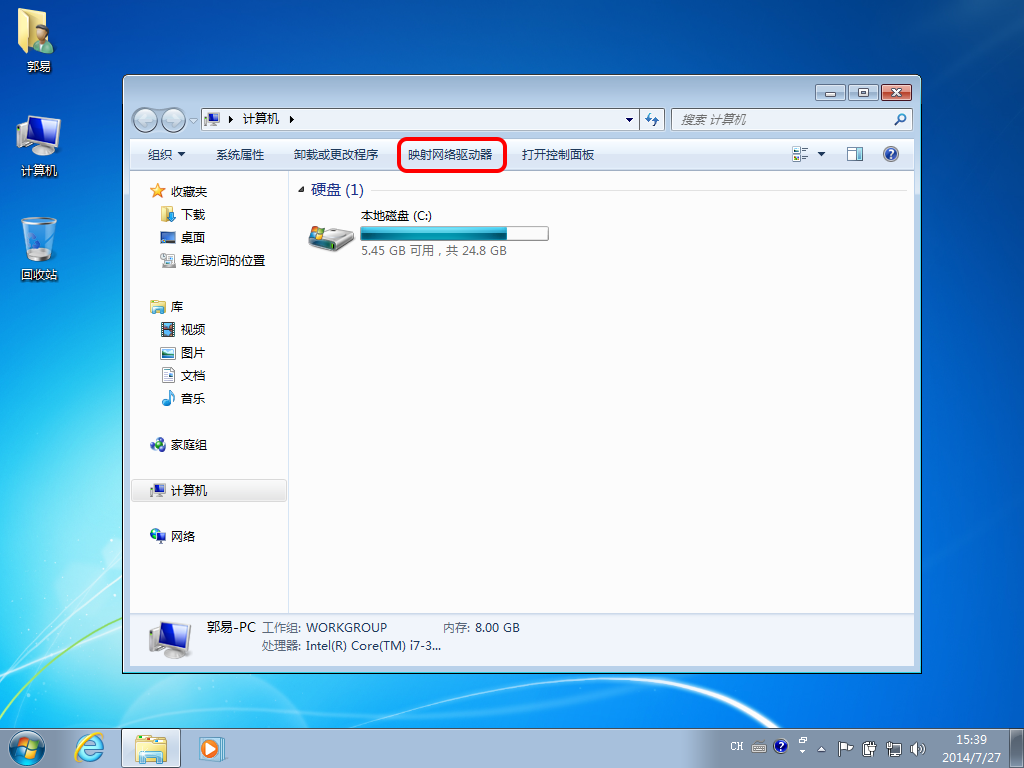 郭易
计算机
回收站
计算机
搜索 计算机
组织 系统属性 卸载或更改程序 映射网络驱动器 打开控制面板
收藏夹
下载
桌面
最近访问的位置
库
视频
图片
文档
音乐
家庭组
计算机
网络
硬盘 (1)
本地磁盘 (C:)
5.45 GB 可用，共 24.8 GB
郭易-PC 工作组: WORKGROUP 内存: 8.00 GB
处理器: Intel(R) Core(TM) i7-3...
CH
15:39
2014/7/27